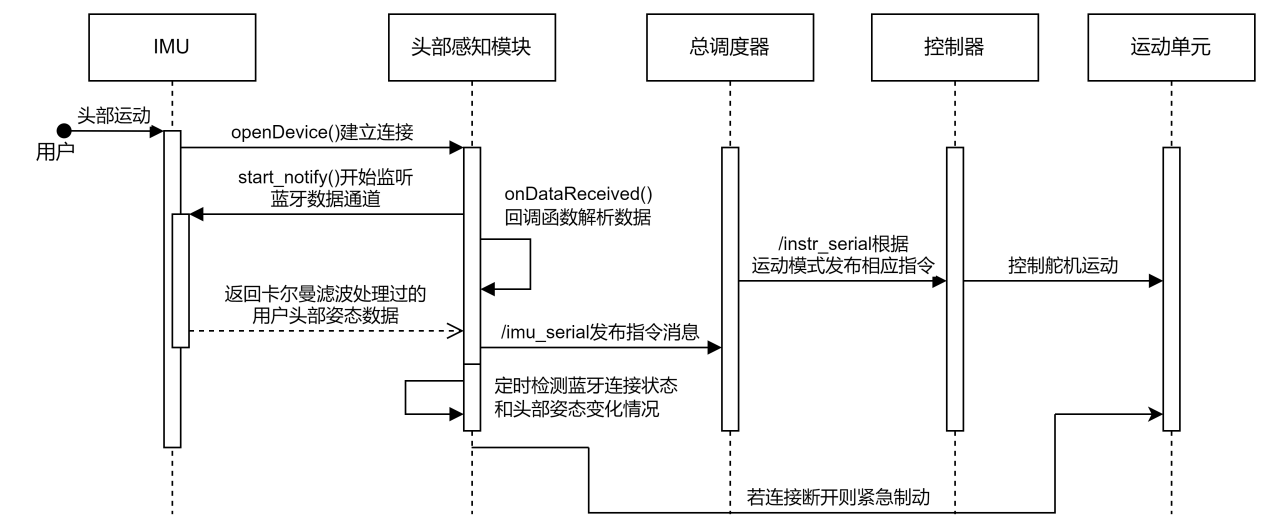 IMU
头部感知模块
总调度器
控制器
运动单元
头部运动
用户
openDevice()建立连接
start_notify()开始监听
蓝牙数据通道
onDataReceived()
回调函数解析数据
/instr_serial根据
运动模式发布相应指令
控制舵机运动
返回卡尔曼滤波处理过的
用户头部姿态数据
/imu_serial发布指令消息
定时检测蓝牙连接状态
和头部姿态变化情况
若连接断开则紧急制动